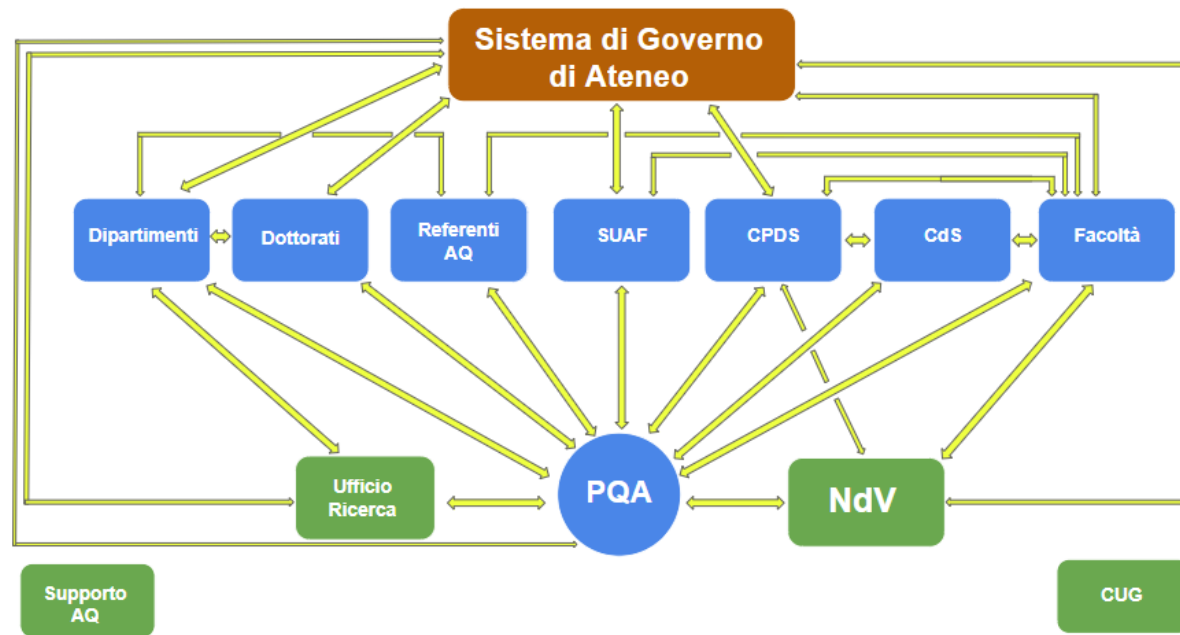 Sistema di Governo
di Ateneo
Dipartimenti
Dottorati
Referenti
AQ
SUAF
CPDS
CdS
Facoltà
Ufficio
Ricerca
PQA
NdV
Supporto
AQ
CUG